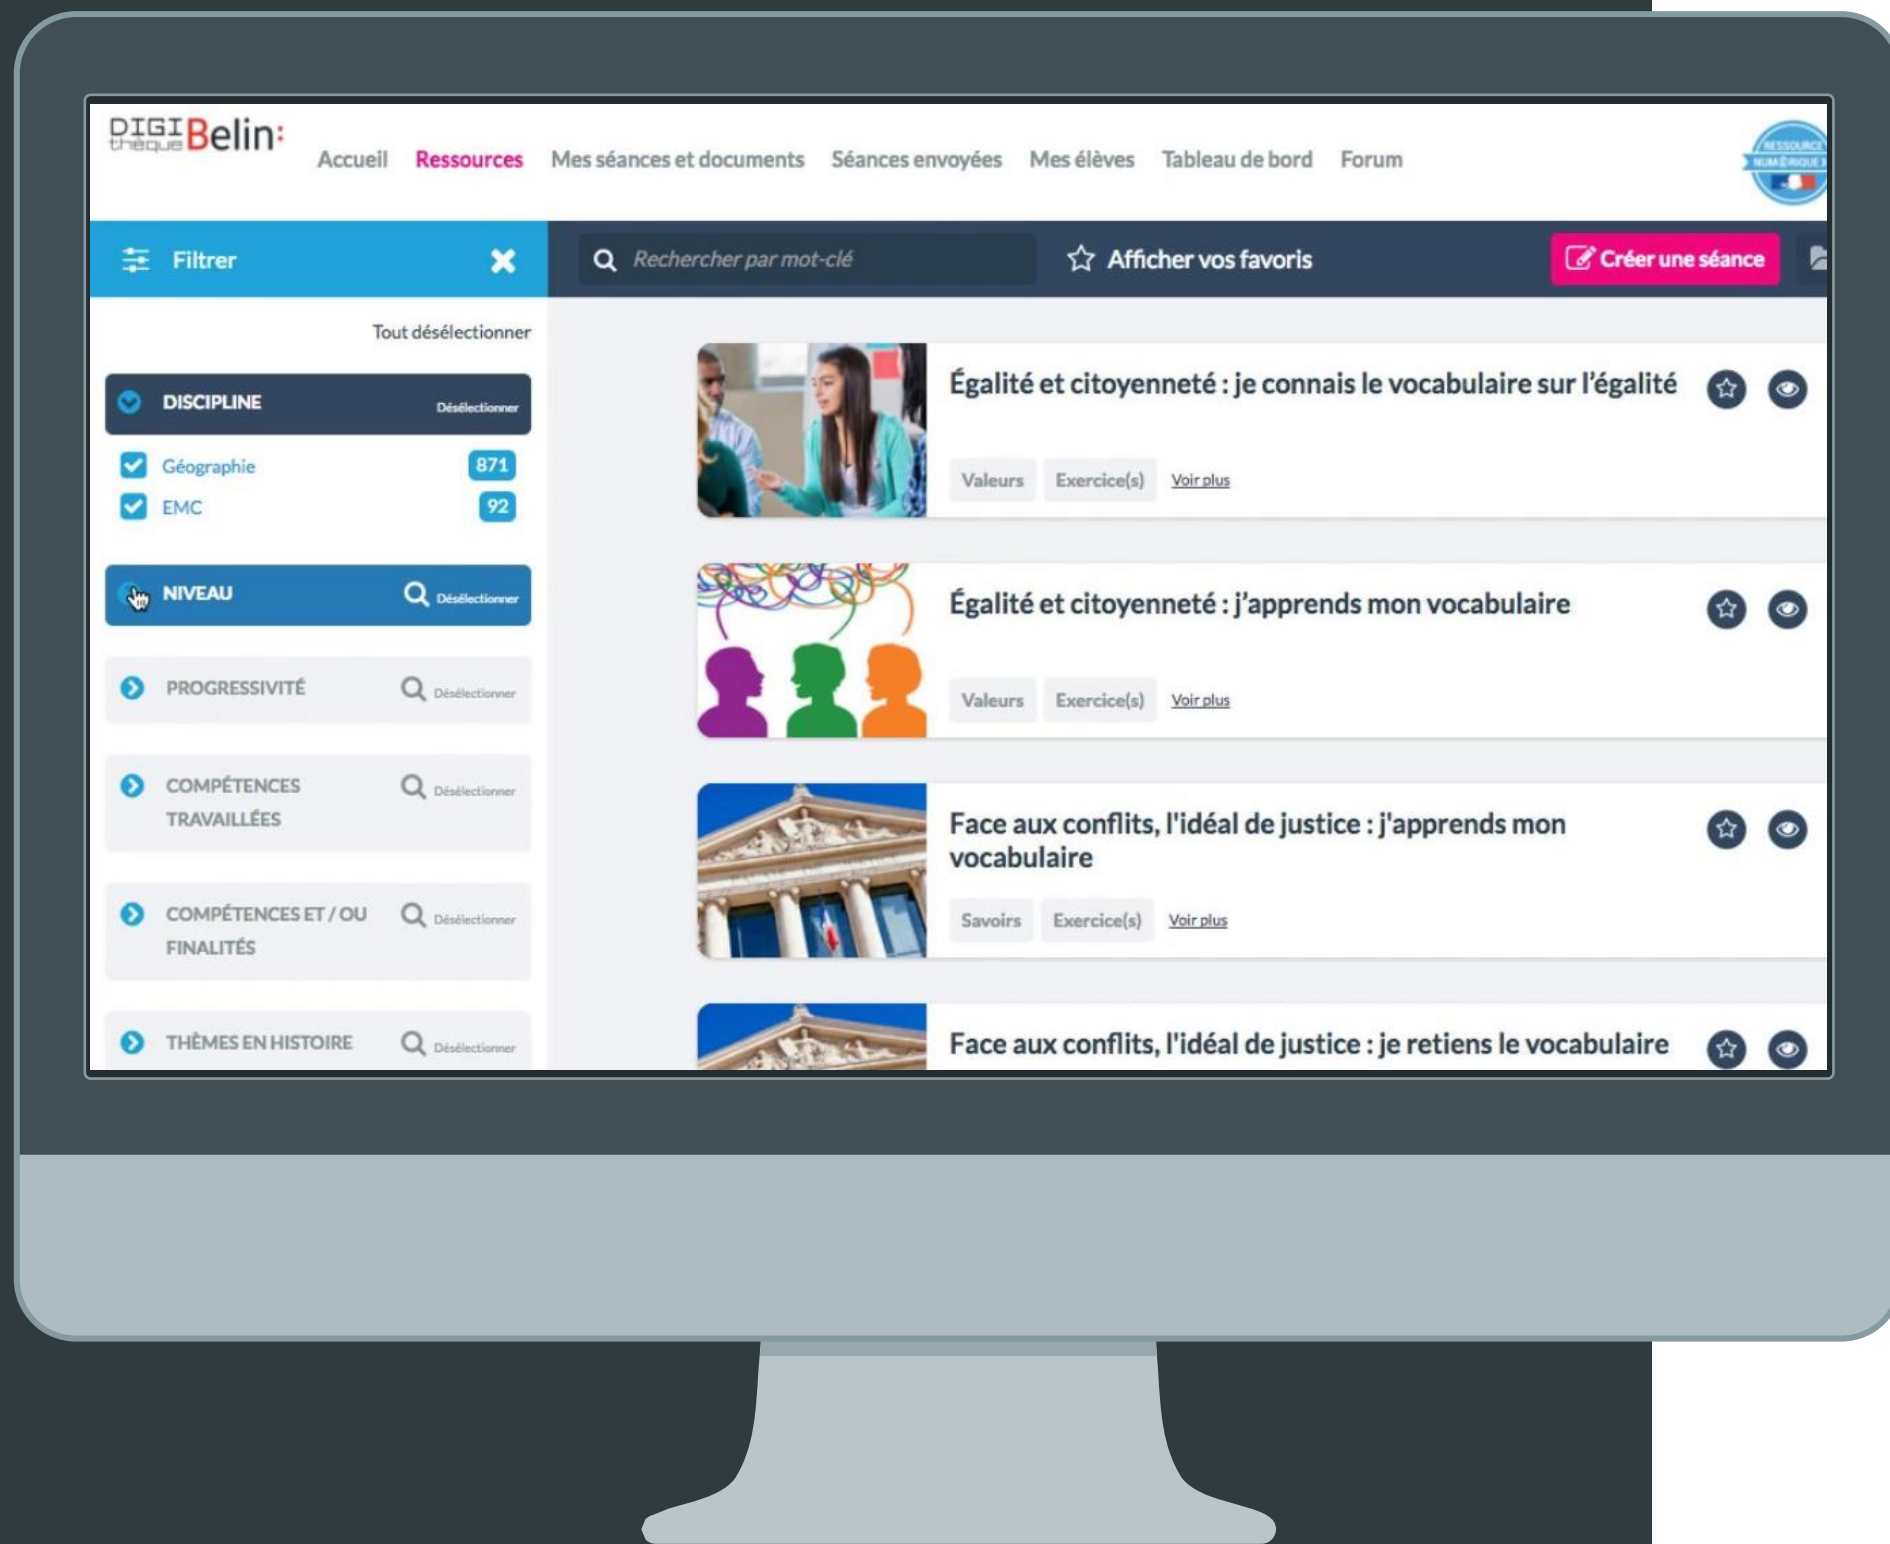 DIGI
thèque Belin:
Accueil Ressources Mes séances et documents Séances envoyées Mes élèves Tableau de bord Forum
RESSOURCE
NUMÉRIQUE
Filtrer
Rechercher par mot-clé
Afficher vos favoris
Créer une séance
Tout désélectionner
DISCIPLINE Désélectionner
Géographie 871
EMC 92
NIVEAU Désélectionner
PROGRESSIVITÉ Désélectionner
COMPÉTENCES Désélectionner
TRAVAILLÉES
COMPÉTENCES ET / OU Désélectionner
FINALITÉS
THÈMES EN HISTOIRE Désélectionner
Égalité et citoyenneté : je connais le vocabulaire sur l’égalité
Valeurs Exercice(s) Voir plus
Égalité et citoyenneté : j’apprends mon vocabulaire
Valeurs Exercice(s) Voir plus
Face aux conflits, l'idéal de justice : j'apprends mon
vocabulaire
Savoirs Exercice(s) Voir plus
Face aux conflits, l'idéal de justice : je retiens le vocabulaire